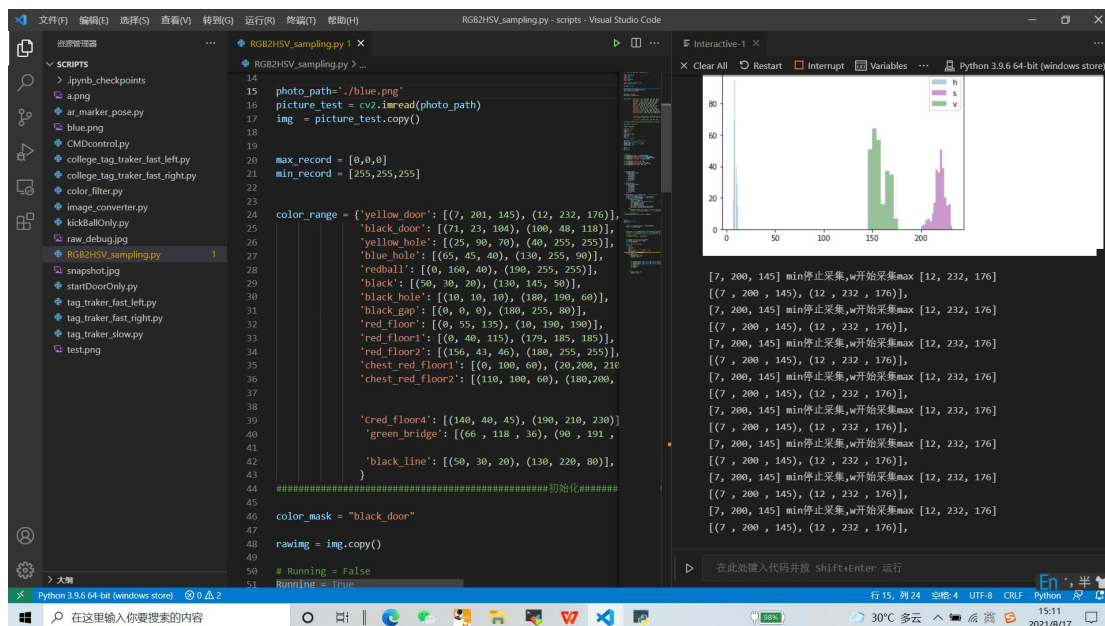 文件(F) 编辑(E) 选择(S) 查看(V) 转到(G) 运行(R) 终端(T) 帮助(H) RGB2HSV_sampling.py - scripts - Visual Studio Code
资源管理器
SCRIPTS
.ipynb_checkpoints
a.png
ar_marker_pose.py
blue.png
CMDcontrol.py
college_tag_traker_fast_left.py
college_tag_traker_fast_right.py
color_filter.py
image_converter.py
kickBallOnly.py
raw_debug.jpg
RGB2HSV_sampling.py 1
snapshot.jpg
startDoorOnly.py
tag_traker_fast_left.py
tag_traker_fast_right.py
tag_traker_slow.py
test.png
大纲
RGB2HSV_sampling.py 1
RGB2HSV_sampling.py > ...
14
15 photo_path='./blue.png'
16 picture_test = cv2.imread(photo_path)
17 img = picture_test.copy()
18
19
20 max_record = [0,0,0]
21 min_record = [255,255,255]
22
23
24 color_range = {'yellow_door': [(7, 201, 145), (12, 232, 176)],
25 'black_door': [(71, 23, 104), (100, 48, 118)],
26 'yellow_hole': [(25, 90, 70), (40, 255, 255)],
27 'blue_hole': [(65, 45, 40), (130, 255, 90)],
28 'redball': [(0, 160, 40), (190, 255, 255)],
29 'black': [(50, 30, 20), (130, 145, 50)],
30 'black_hole': [(10, 10, 10), (180, 190, 60)],
31 'black_gap': [(0, 0, 0), (180, 255, 80)],
32 'red_floor': [(0, 55, 135), (10, 190, 190)],
33 'red_floor1': [(0, 40, 115), (179, 185, 185)],
34 'red_floor2': [(156, 43, 46), (180, 255, 255)],
35 'chest_red_floor1': [(0, 100, 60), (20,200, 210
36 'chest_red_floor2': [(110, 100, 60), (180,200,
37
38
39 'Cred_floor4': [(140, 40, 45), (190, 210, 230)]
40 'green_bridge': [(66 , 118 , 36), (90 , 191 ,
41
42 'black_line': [(50, 30, 20), (130, 220, 80)],
43 }
44 ##################################################初始化#######
45
46 color_mask = "black_door"
47
48 rawimg = img.copy()
49
50 # Running = False
51 Running = True
Interactive-1
Clear All Restart Interrupt Variables ... Python 3.9.6 64-bit (windows store)
h
s
v
80
60
40
20
0
0 50 100 150 200
[7, 200, 145] min停止采集,w开始采集max [12, 232, 176]
[(7 , 200 , 145), (12 , 232 , 176)],
[7, 200, 145] min停止采集,w开始采集max [12, 232, 176]
[(7 , 200 , 145), (12 , 232 , 176)],
[7, 200, 145] min停止采集,w开始采集max [12, 232, 176]
[(7 , 200 , 145), (12 , 232 , 176)],
[7, 200, 145] min停止采集,w开始采集max [12, 232, 176]
[(7 , 200 , 145), (12 , 232 , 176)],
[7, 200, 145] min停止采集,w开始采集max [12, 232, 176]
[(7 , 200 , 145), (12 , 232 , 176)],
[7, 200, 145] min停止采集,w开始采集max [12, 232, 176]
[(7 , 200 , 145), (12 , 232 , 176)],
[7, 200, 145] min停止采集,w开始采集max [12, 232, 176]
[(7 , 200 , 145), (12 , 232 , 176)],
[7, 200, 145] min停止采集,w开始采集max [12, 232, 176]
[(7 , 200 , 145), (12 , 232 , 176)],
在此处键入代码并按 Shift+Enter 运行
En ·, 半
Python 3.9.6 64-bit (windows store) 0 2 行 15, 列 24 空格: 4 UTF-8 CRLF Python
在这里输入你要搜索的内容 98% 30°C 多云 英 15:11
2021/8/17